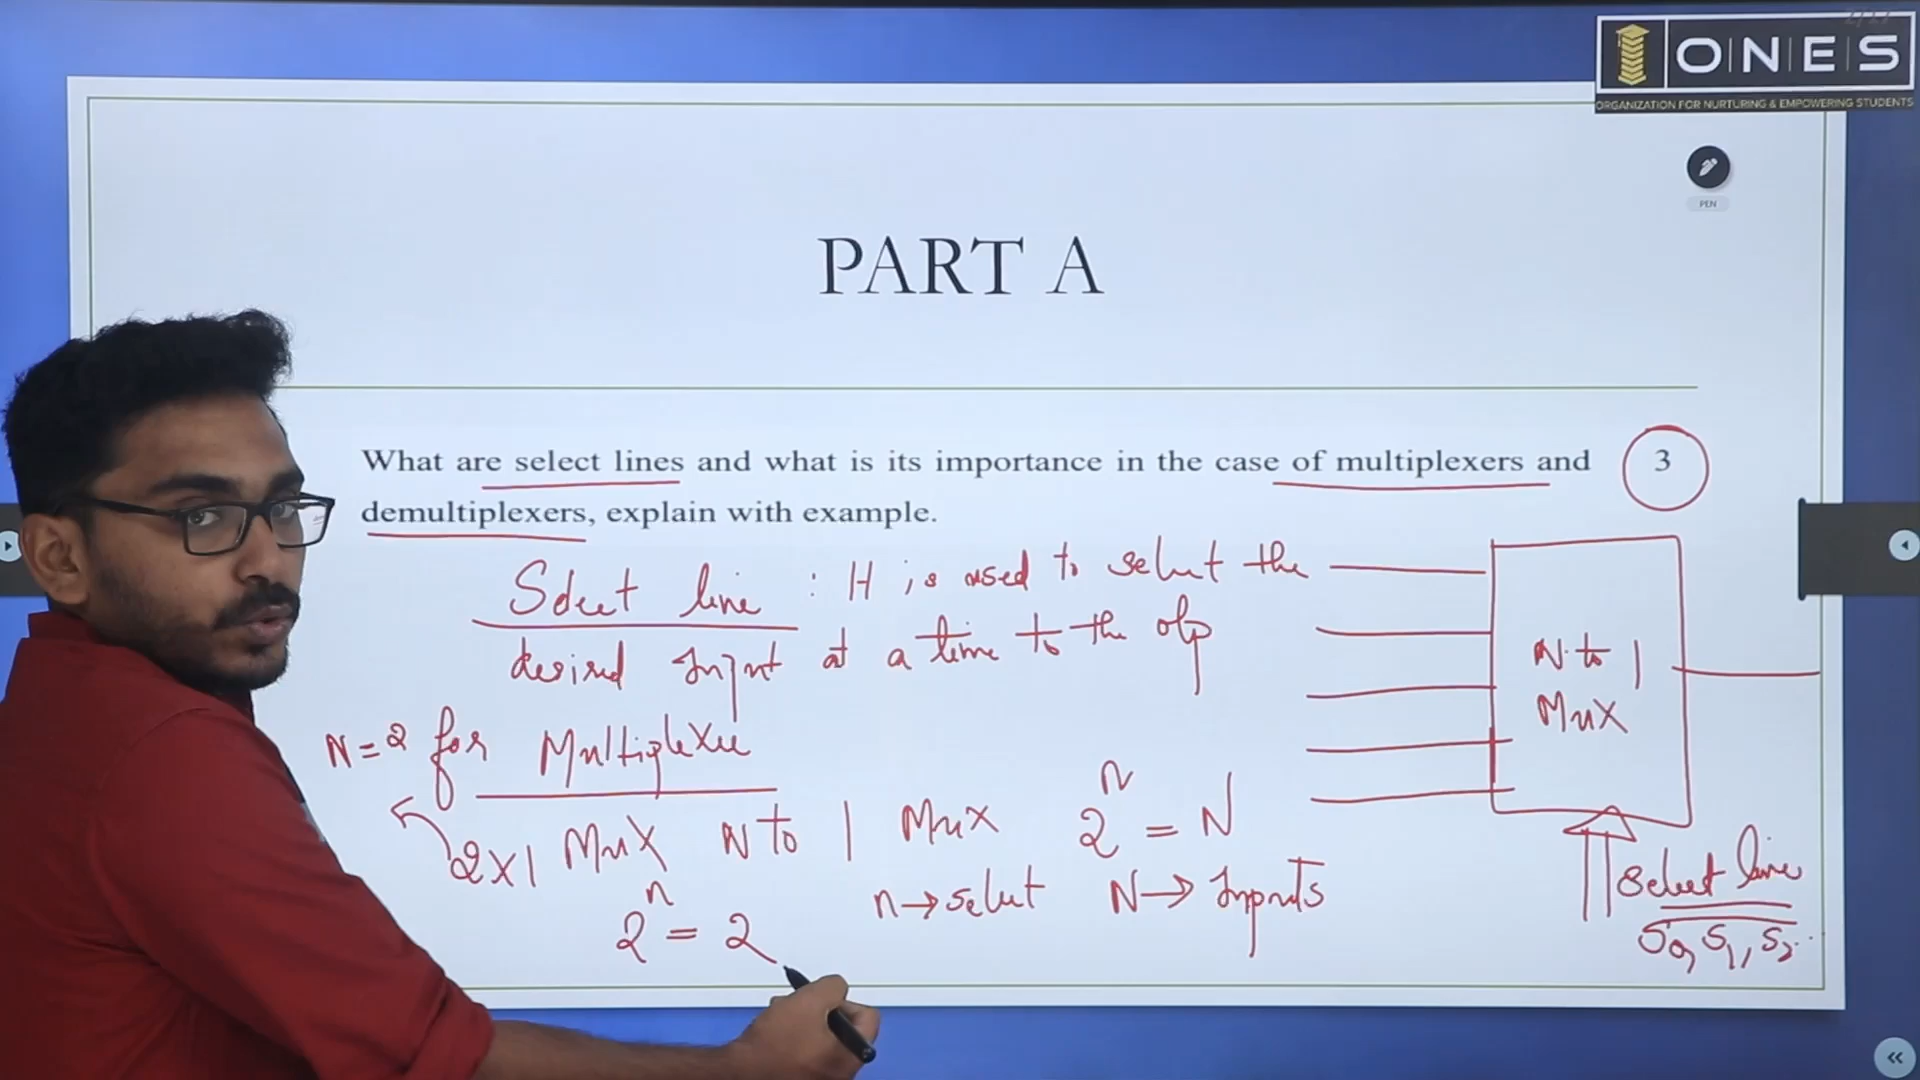 O|N|E|S
ORGANIZATION FOR NURTURING & EMPOWERING STUDENTS
PEN
PART A
What are select lines and what is its importance in the case of multiplexers and 3
demultiplexers, explain with example.
Select line : It is used to select the
desired Input at a time to the o/p
N=2 for Multiplexer
2x1 Mux N to 1 Mux 2^n = N
n→select N→Inputs
2^n = 2
N to 1
Mux
select line
S0, S1, S2..